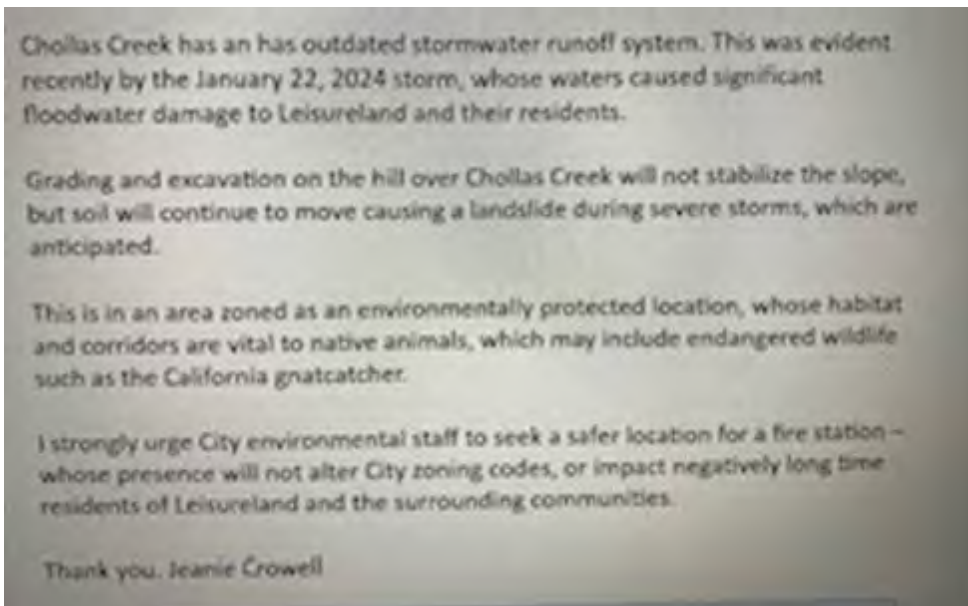 Chollas Creek has an has outdated stormwater runoff system. This was evident
recently by the January 22, 2024 storm, whose waters caused significant
floodwater damage to Leisureland and their residents.
Grading and excavation on the hill over Chollas Creek will not stabilize the slope,
but soil will continue to move causing a landslide during severe storms, which are
anticipated.
This is in an area zoned as an environmentally protected location, whose habitat
and corridors are vital to native animals, which may include endangered wildlife
such as the California gnatcatcher.
I strongly urge City environmental staff to seek a safer location for a fire station –
whose presence will not alter City zoning codes, or impact negatively long time
residents of Leisureland and the surrounding communities.
Thank you. Jeanie Crowell